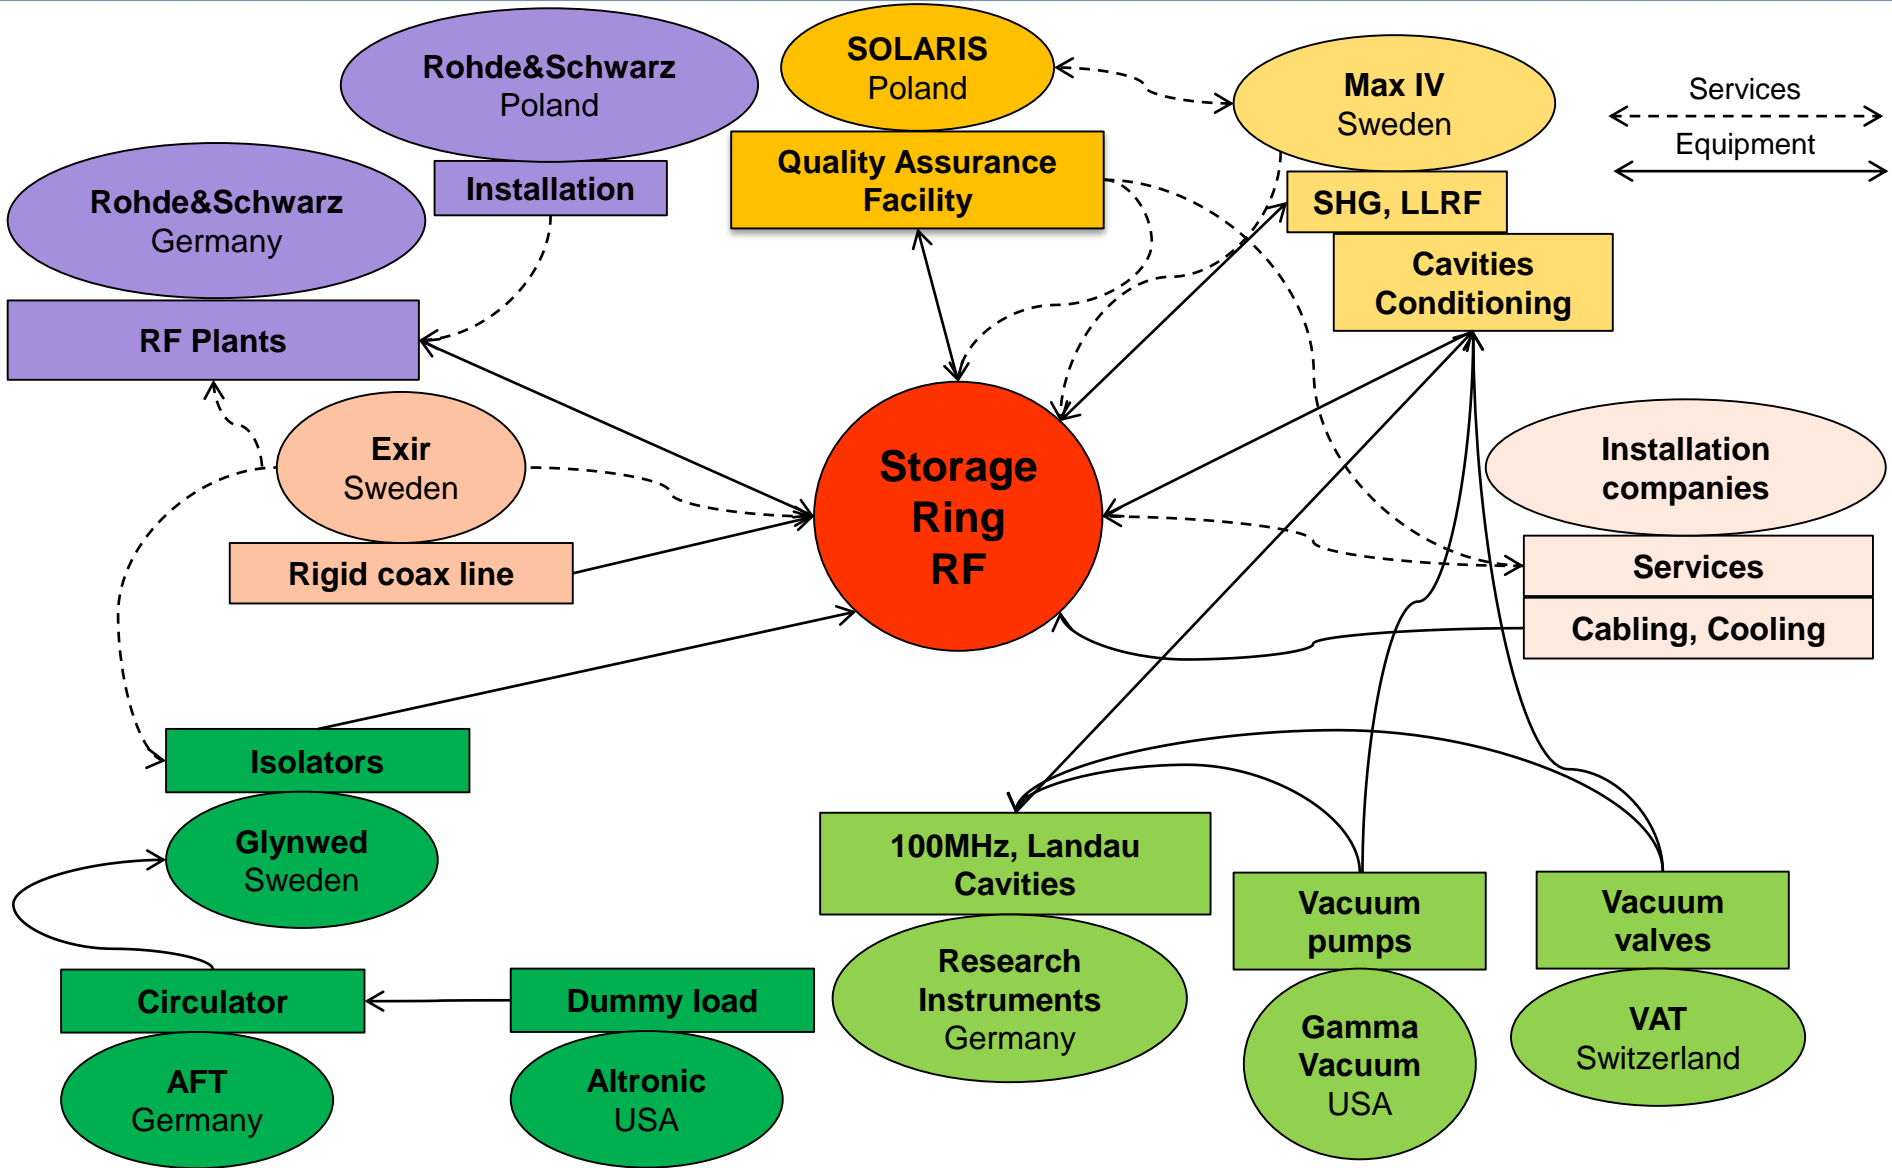 Rohde&Schwarz
Poland
SOLARIS
Poland
Max IV
Sweden
Services
Equipment
Rohde&Schwarz
Germany
Installation
Quality Assurance
Facility
SHG, LLRF
Cavities
Conditioning
RF Plants
Exir
Sweden
Rigid coax line
Storage
Ring
RF
Installation
companies
Services
Cabling, Cooling
Isolators
Glynwed
Sweden
100MHz, Landau
Cavities
Research
Instruments
Germany
Vacuum
pumps
Gamma
Vacuum
USA
Vacuum
valves
VAT
Switzerland
Circulator
AFT
Germany
Dummy load
Altronic
USA